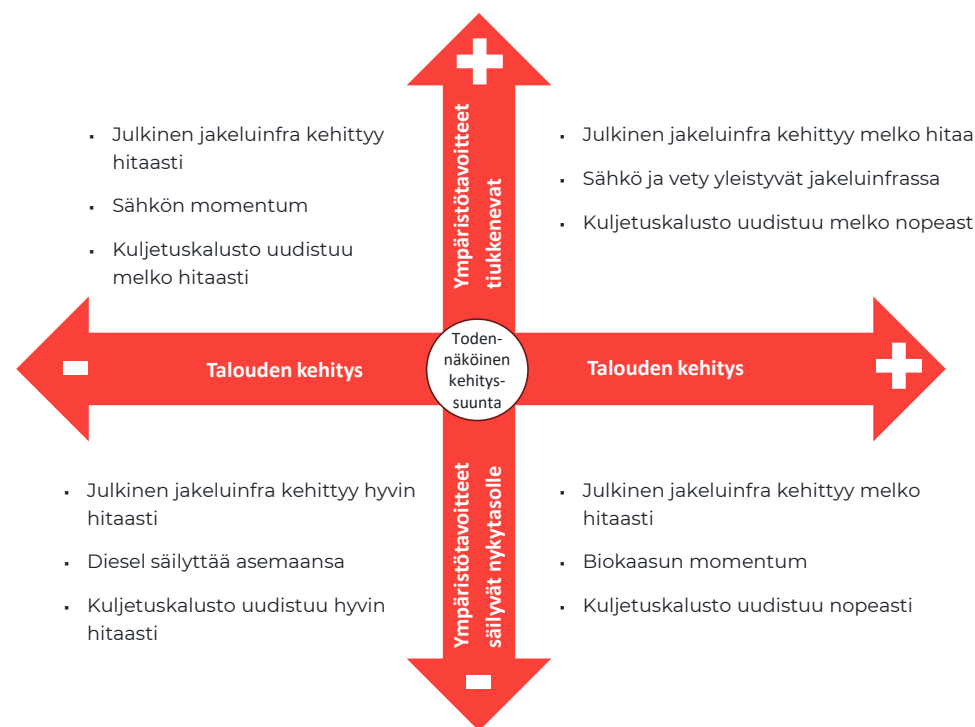 +
Ympäristötavoitteet
tiukkenevat
▪ Julkinen jakeluinfra kehittyy
hitaasti
▪ Sähkön momentum
▪ Kuljetuskalusto uudistuu
melko hitaasti
▪ Julkinen jakeluinfra kehittyy melko hitaa
▪ Sähkö ja vety yleistyvät jakeluinfrassa
▪ Kuljetuskalusto uudistuu melko nopeast
-
Talouden kehitys
Toden-
näköinen
kehitys-
suunta
Talouden kehitys
+
▪ Julkinen jakeluinfra kehittyy hyvin
hitaasti
▪ Diesel säilyttää asemaansa
▪ Kuljetuskalusto uudistuu hyvin
hitaasti
Ympäristötavoitteet
säilyvät nykytasolle
-
▪ Julkinen jakeluinfra kehittyy melko
hitaasti
▪ Biokaasun momentum
▪ Kuljetuskalusto uudistuu nopeasti